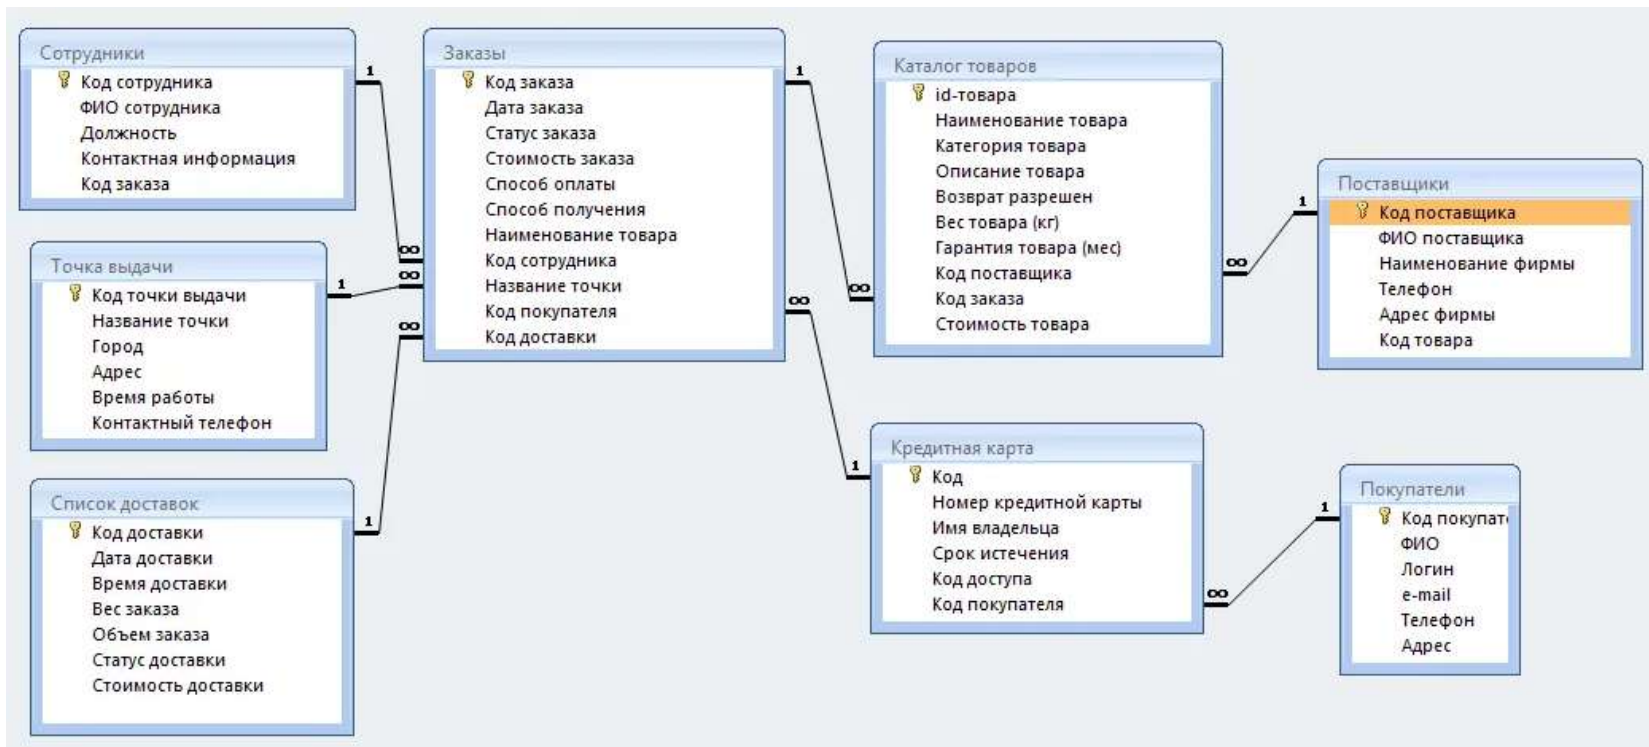 Сотрудники
Код сотрудника
ФИО сотрудника
Должность
Контактная информация
Код заказа
1
∞
Точка выдачи
Код точки выдачи
Название точки
Город
Адрес
Время работы
Контактный телефон
1
∞
Список доставок
Код доставки
Дата доставки
Время доставки
Вес заказа
Объем заказа
Статус доставки
Стоимость доставки
1
∞
Заказы
Код заказа
Дата заказа
Статус заказа
Стоимость заказа
Способ оплаты
Способ получения
Наименование товара
Код сотрудника
Название точки
Код покупателя
Код доставки
1
∞
Каталог товаров
id-товара
Наименование товара
Категория товара
Описание товара
Возврат разрешен
Вес товара (кг)
Гарантия товара (мес)
Код поставщика
Код заказа
Стоимость товара
∞
1
Поставщики
Код поставщика
ФИО поставщика
Наименование фирмы
Телефон
Адрес фирмы
Код товара
∞
1
Кредитная карта
Код
Номер кредитной карты
Имя владельца
Срок истечения
Код доступа
Код покупателя
∞
1
Покупатели
Код покупат
ФИО
Логин
e-mail
Телефон
Адрес